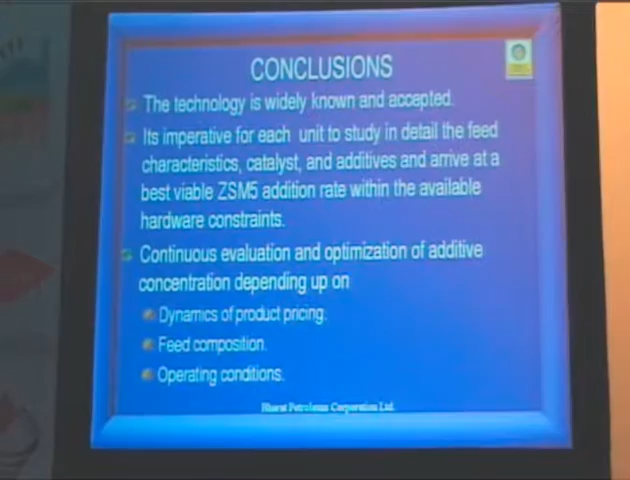 CONCLUSIONS
The technology is widely known and accepted.
Its imperative for each unit to study in detail the feed
characteristics, catalyst, and additives and arrive at a
best viable ZSM5 addition rate within the available
hardware constraints.
Continuous evaluation and optimization of additive
concentration depending up on
Dynamics of product pricing.
Feed composition.
Operating conditions.
Bharat Petroleum Corporation Ltd.